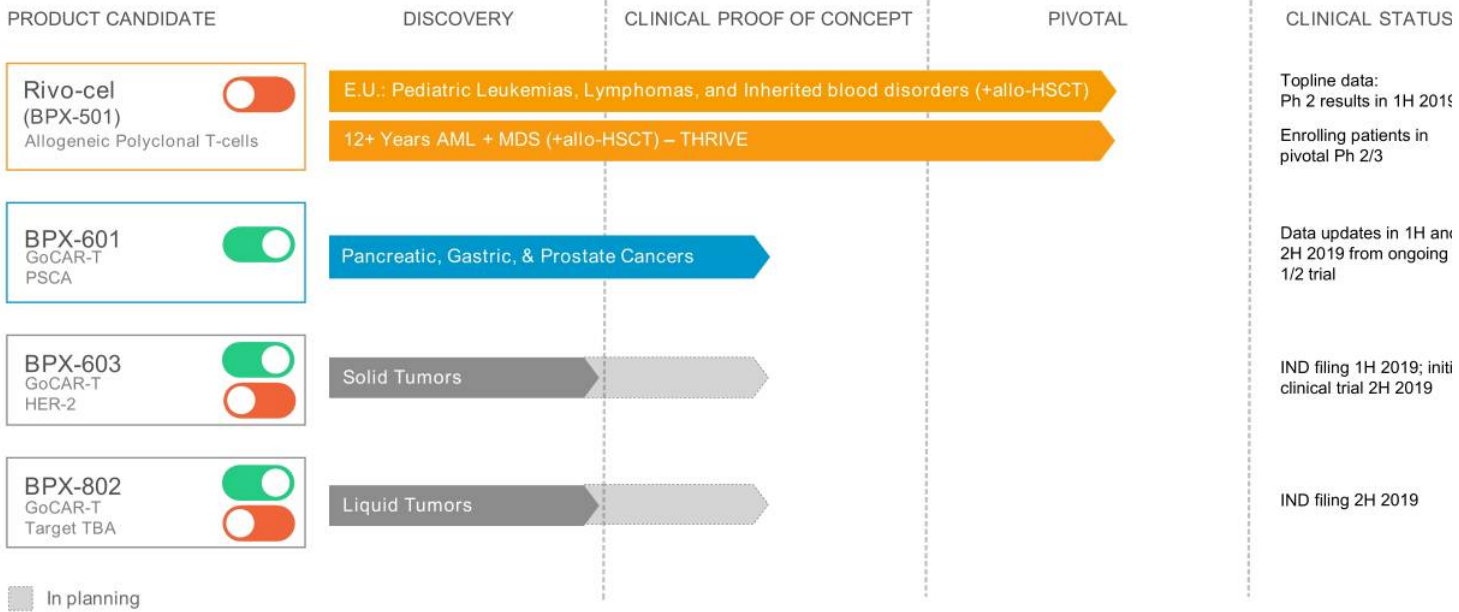 PRODUCT CANDIDATE DISCOVERY CLINICAL PROOF OF CONCEPT PIVOTAL CLINICAL STATUS
Rivo-cel
(BPX-501)
Allogeneic Polyclonal T-cells
E.U.: Pediatric Leukemias, Lymphomas, and Inherited blood disorders (+allo-HSCT)
12+ Years AML + MDS (+allo-HSCT) – THRIVE
Topline data:
Ph 2 results in 1H 2019
Enrolling patients in
pivotal Ph 2/3
BPX-601
GoCAR-T
PSCA
Pancreatic, Gastric, & Prostate Cancers
Data updates in 1H and
2H 2019 from ongoing
1/2 trial
BPX-603
GoCAR-T
HER-2
Solid Tumors
IND filing 1H 2019;
clinical trial 2H 2019
BPX-802
GoCAR-T
Target TBA
Liquid Tumors
IND filing 2H 2019
In planning